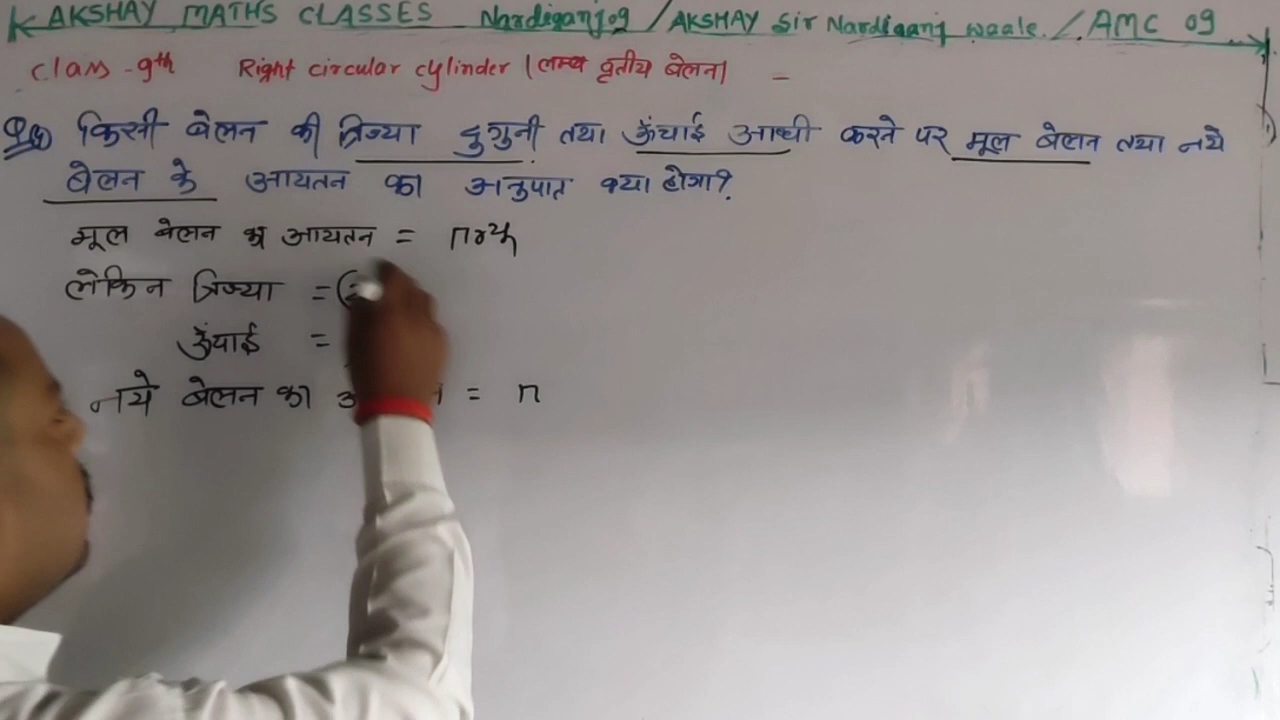 AKSHAY MATHS CLASSES Nardiganj09 / AKSHAY Sir Nardiganj waale. / AMC 09
Class - 9th Right circular cylinder (लम्ब वृतीय बेलन) -
किसी बेलन की त्रिज्या दुगुनी तथा ऊँचाई आधी करने पर मूल बेलन तथा नये
बेलन के आयतन का अनुपात क्या होगा?
मूल बेलन का आयतन = πr²h
लेकिन त्रिज्या = (2
ऊँचाई =
नये बेलन का = π